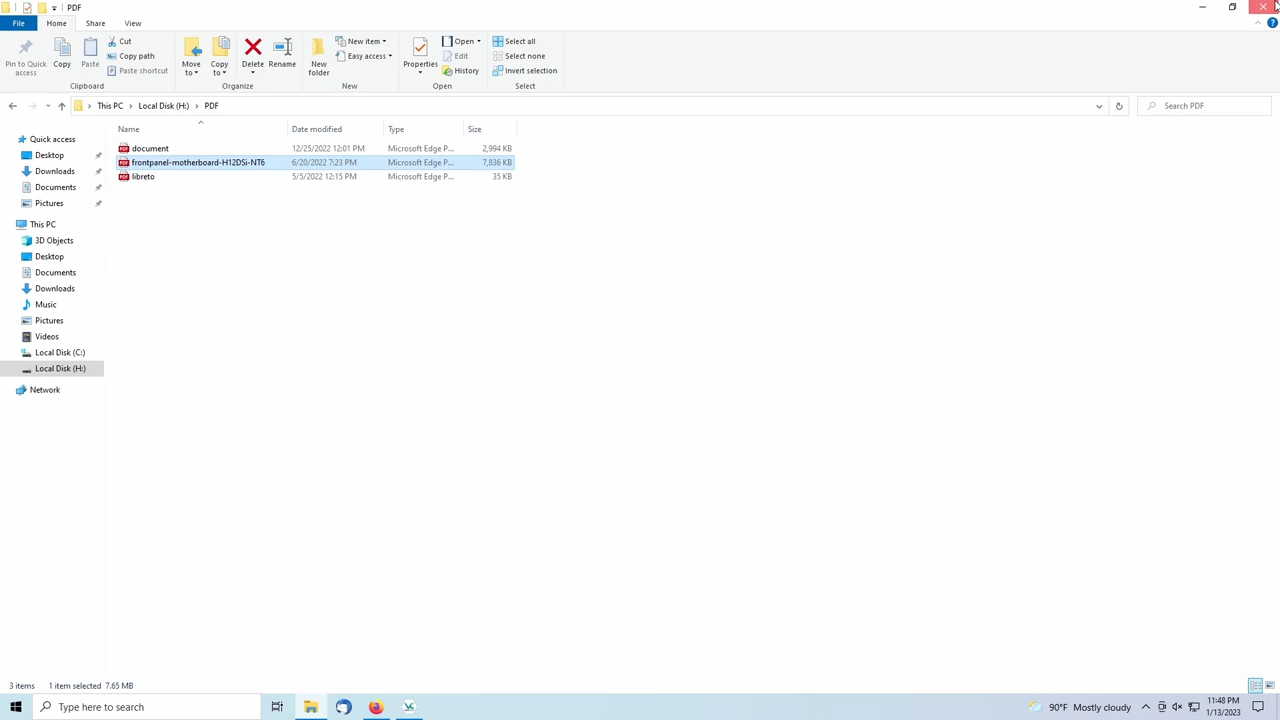 PDF
File Home Share View
Pin to Quick access
Copy
Paste
Cut
Copy path
Paste shortcut
Clipboard
Move to
Copy to
Delete
Rename
Organize
New folder
New item
Easy access
New
Properties
Open
Edit
History
Open
Select all
Select none
Invert selection
Select
This PC > Local Disk (H:) > PDF
Search PDF
Name Date modified Type Size
PDF document 12/25/2022 12:01 PM Microsoft Edge P... 2,994 KB
PDF frontpanel-motherboard-H12DSi-NT6 6/20/2022 7:23 PM Microsoft Edge P... 7,836 KB
PDF libreto 5/5/2022 12:15 PM Microsoft Edge P... 35 KB
Quick access
Desktop
Downloads
Documents
Pictures
This PC
3D Objects
Desktop
Documents
Downloads
Music
Pictures
Videos
Local Disk (C:)
Local Disk (H:)
Network
3 items 1 item selected 7.65 MB
Type here to search
90°F Mostly cloudy
11:48 PM
1/13/2023